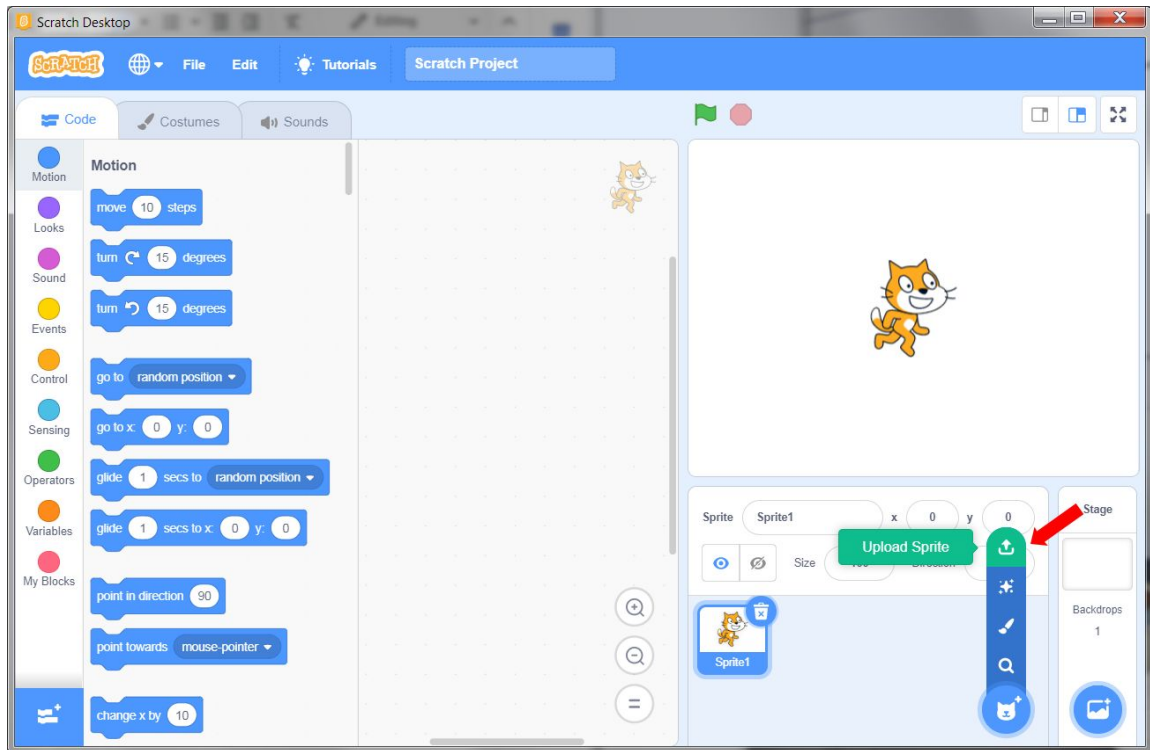 Scratch Desktop
Editing
SCRATCH File Edit Tutorials Scratch Project
Code Costumes Sounds
Motion
Looks
Sound
Events
Control
Sensing
Operators
Variables
My Blocks
Motion
move 10 steps
turn 15 degrees
turn 15 degrees
go to random position
go to x: 0 y: 0
glide 1 secs to random position
glide 1 secs to x: 0 y: 0
point in direction 90
point towards mouse-pointer
change x by 10
Sprite Sprite1 x 0 y 0
Upload Sprite
Size
Sprite1
Stage
Backdrops
1